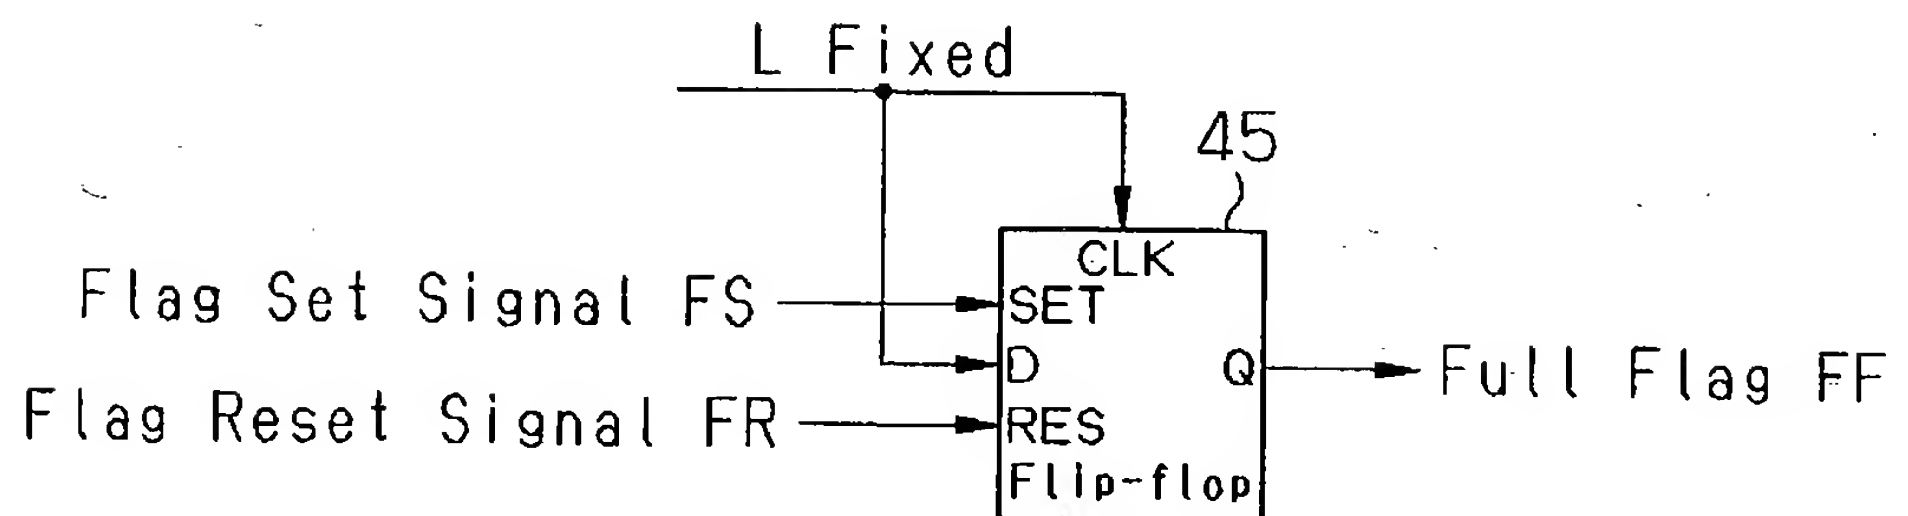 L Fixed
45
CLK
Flag Set Signal FS
SET
D
Q
Full Flag FF
Flag Reset Signal FR
RES
Flip-flop